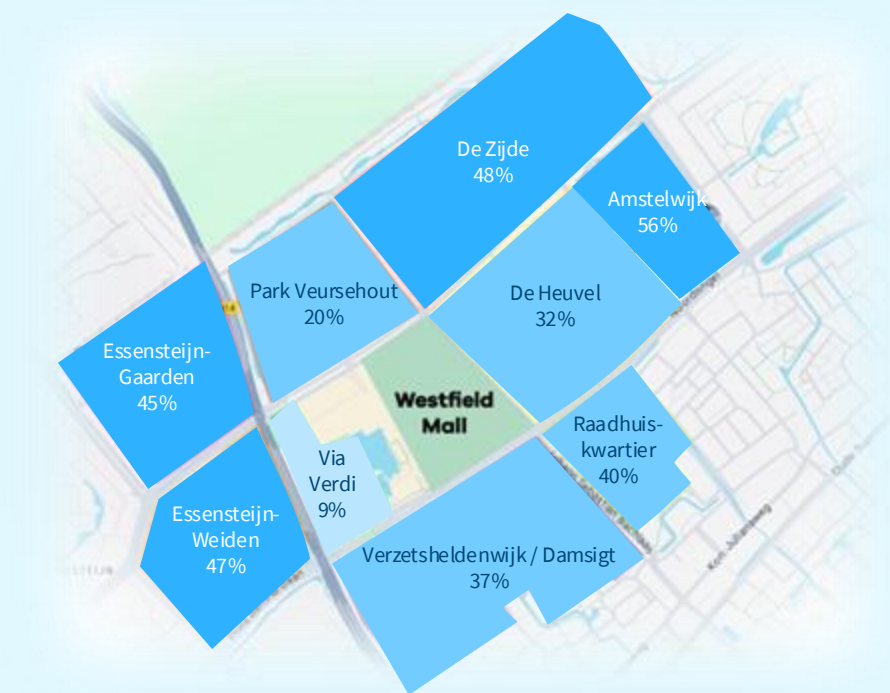 De Zijde
48%
Amstelwijk
56%
Park Veursehout
20%
De Heuvel
32%
Essensteijn-
Gaarden
45%
Westfield
Mall
Raadhuis-
kwartier
40%
Via
Verdi
9%
Essensteijn-
Weiden
47%
Verzetsheldenwijk / Damsigt
37%